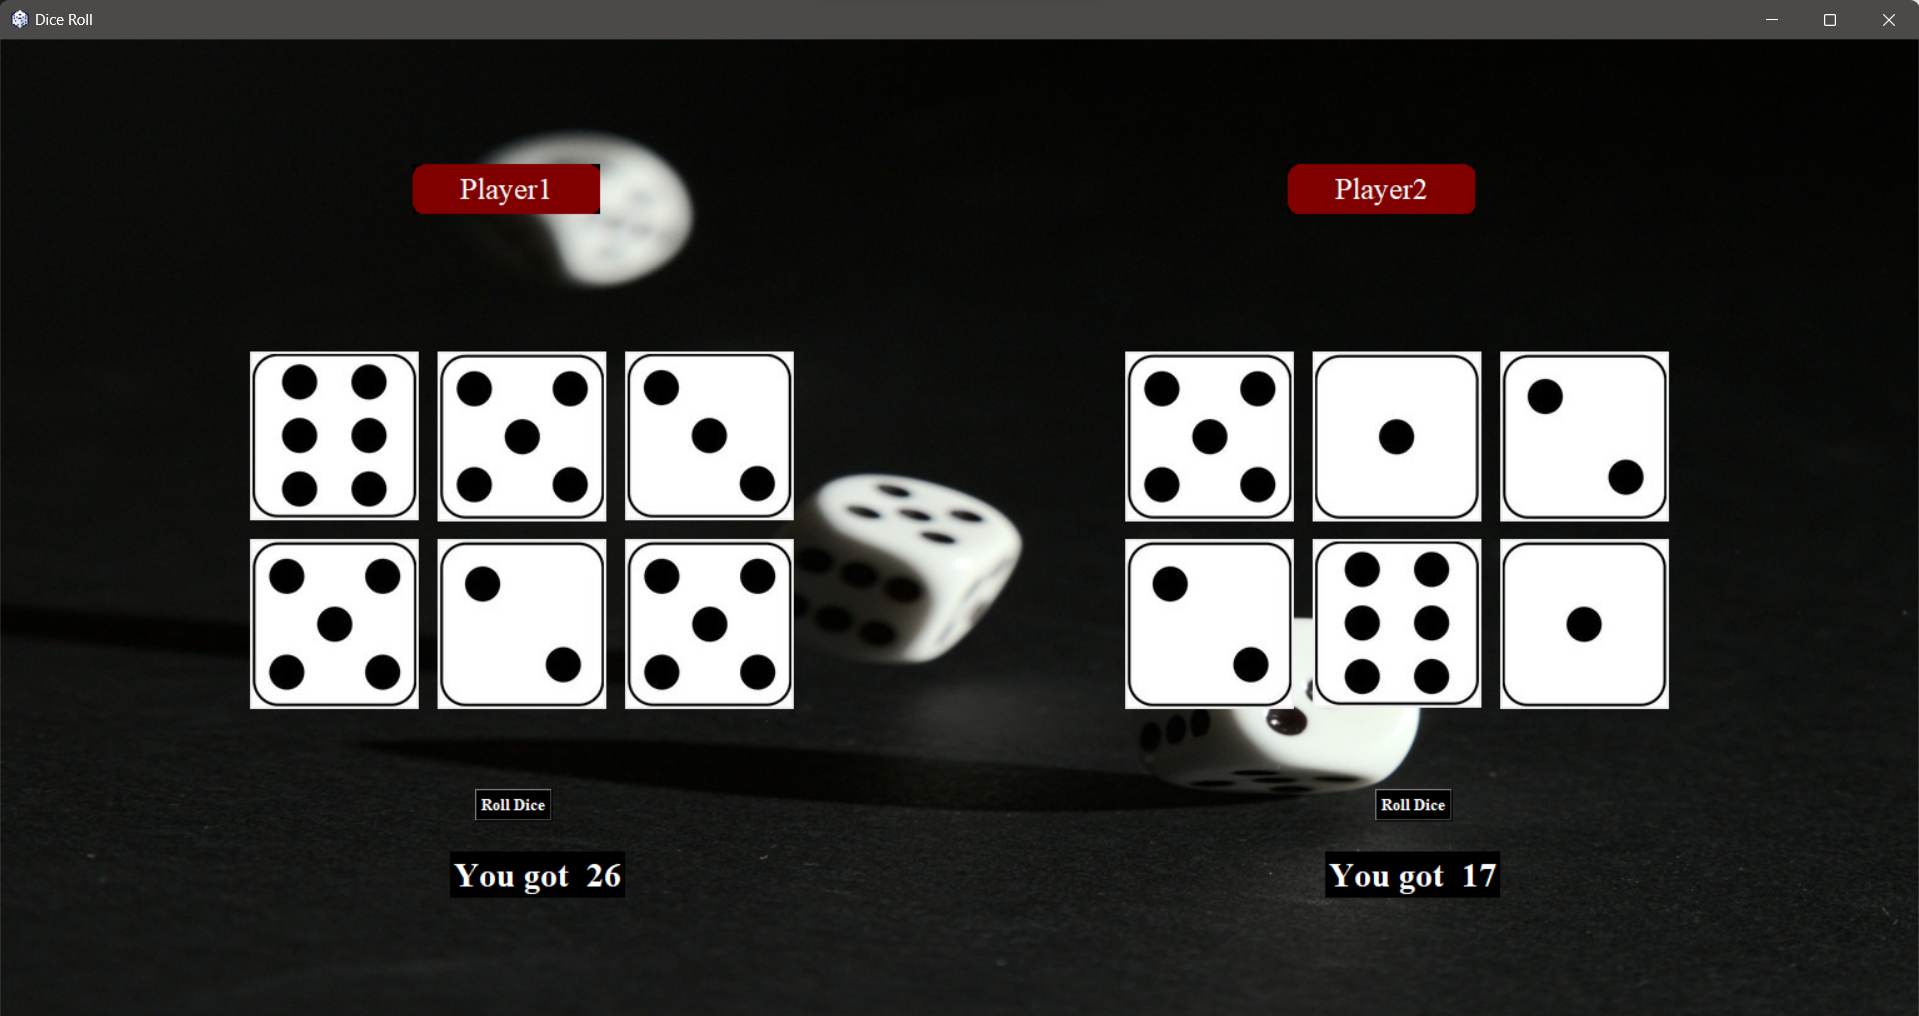 Dice Roll
Player1
Player2
Roll Dice
Roll Dice
You got 26
You got 17